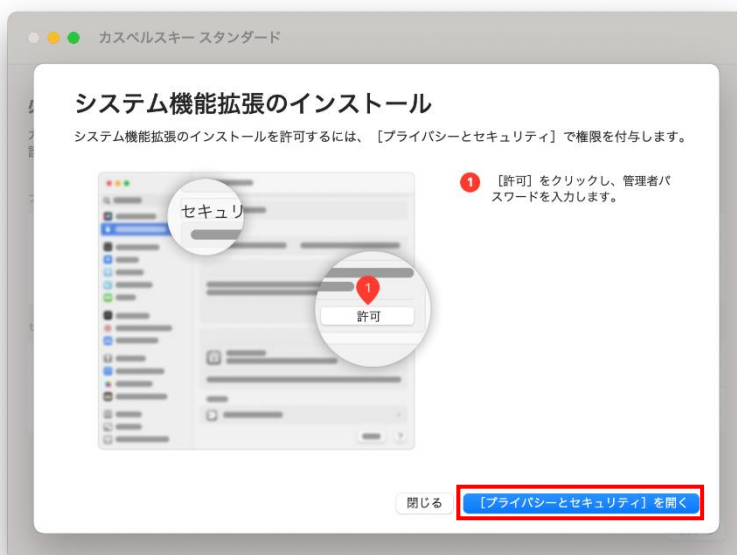 カスペルスキー スタンダード
システム機能拡張のインストール
システム機能拡張のインストールを許可するには、［プライバシーとセキュリティ］で権限を付与します。
1 ［許可］をクリックし、管理者パ
スワードを入力します。
セキュリ
1
許可
閉じる ［プライバシーとセキュリティ］を開く